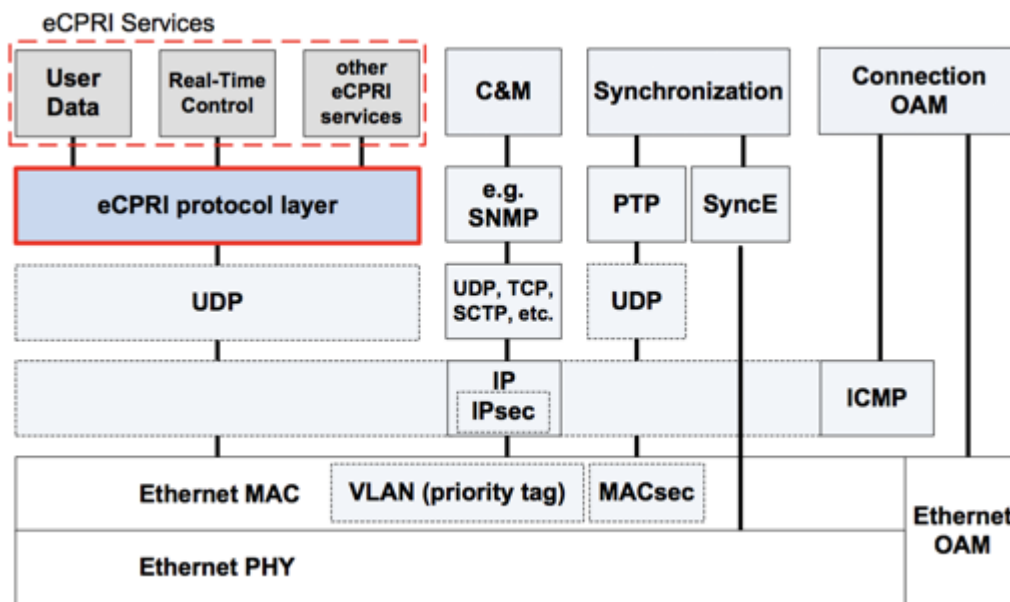 eCPRI Services
User
Data
Real-Time
Control
other
eCPRI
services
C&M
Synchronization
Connection
OAM
eCPRI protocol layer
e.g.
SNMP
PTP
SyncE
UDP
UDP, TCP,
SCTP, etc.
UDP
IP
IPsec
ICMP
Ethernet MAC
VLAN (priority tag)
MACsec
Ethernet
OAM
Ethernet PHY